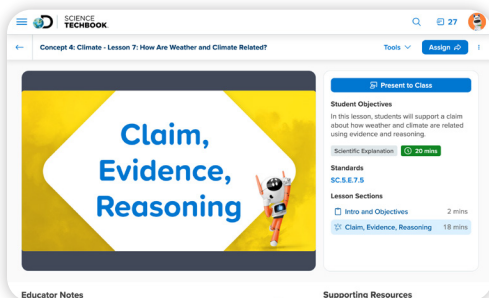 SCIENCE
TECHBOOK
27
Concept 4: Climate - Lesson 7: How Are Weather and Climate Related?
Tools
Assign
Claim,
Evidence,
Reasoning
Present to Class
Student Objectives
In this lesson, students will support a claim
about how weather and climate are related
using evidence and reasoning.
Scientific Explanation
20 mins
Standards
SC.5.E.7.5
Lesson Sections
Intro and Objectives 2 mins
Claim, Evidence, Reasoning 18 mins
Educator Notes
Supporting Resources